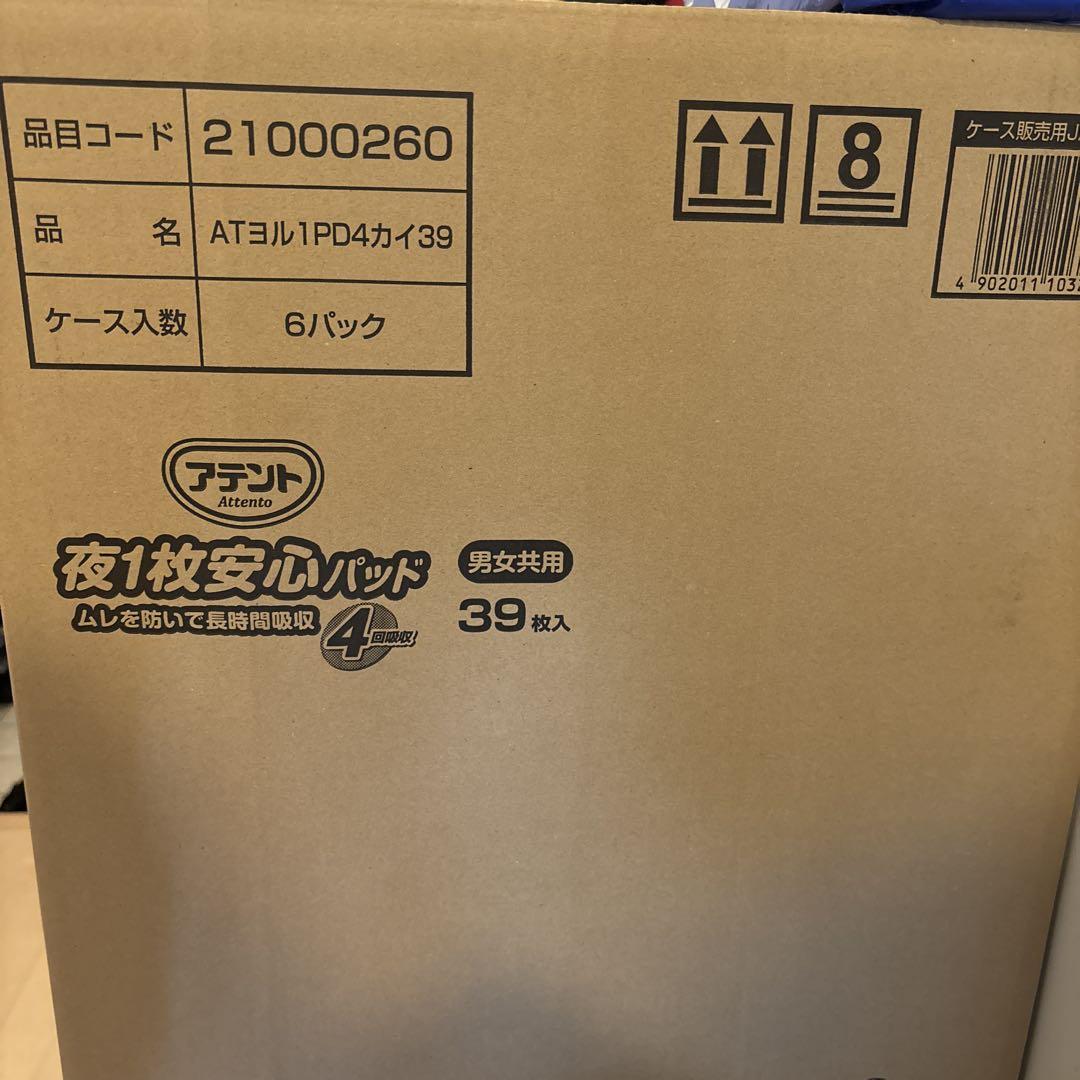 品目コード 21000260
品名 ATヨル1PD4カイ39
ケース入数 6パック
8
ケース販売用J
4 902011 103
アテント
Attento
夜1枚安心パッド
男女共用
ムレを防いで長時間吸収
4回吸収!
39枚入